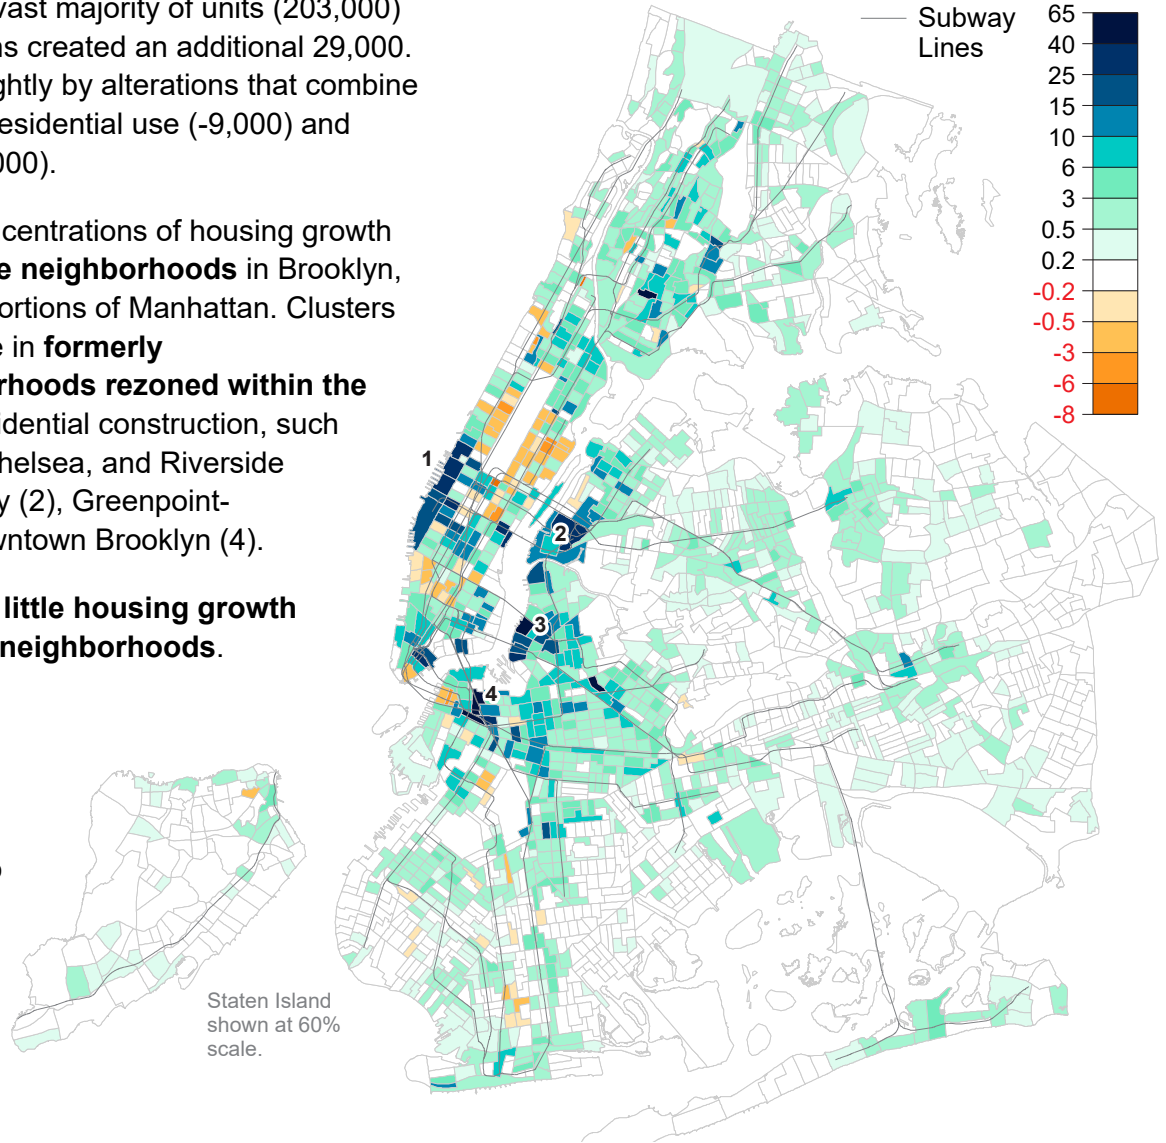 vast majority of units (203,000)
ns created an additional 29,000.
ghtly by alterations that combine
residential use (-9,000) and
000).
centrations of housing growth
e neighborhoods in Brooklyn,
ortions of Manhattan. Clusters
e in formerly
rhoods rezoned within the
idential construction, such
helsea, and Riverside
y (2), Greenpoint-
wntown Brooklyn (4).
little housing growth
neighborhoods.
Subway
Lines
65
40
25
15
10
6
3
0.5
0.2
-0.2
-0.5
-3
-6
-8
1
2
3
4
Staten Island
shown at 60%
scale.